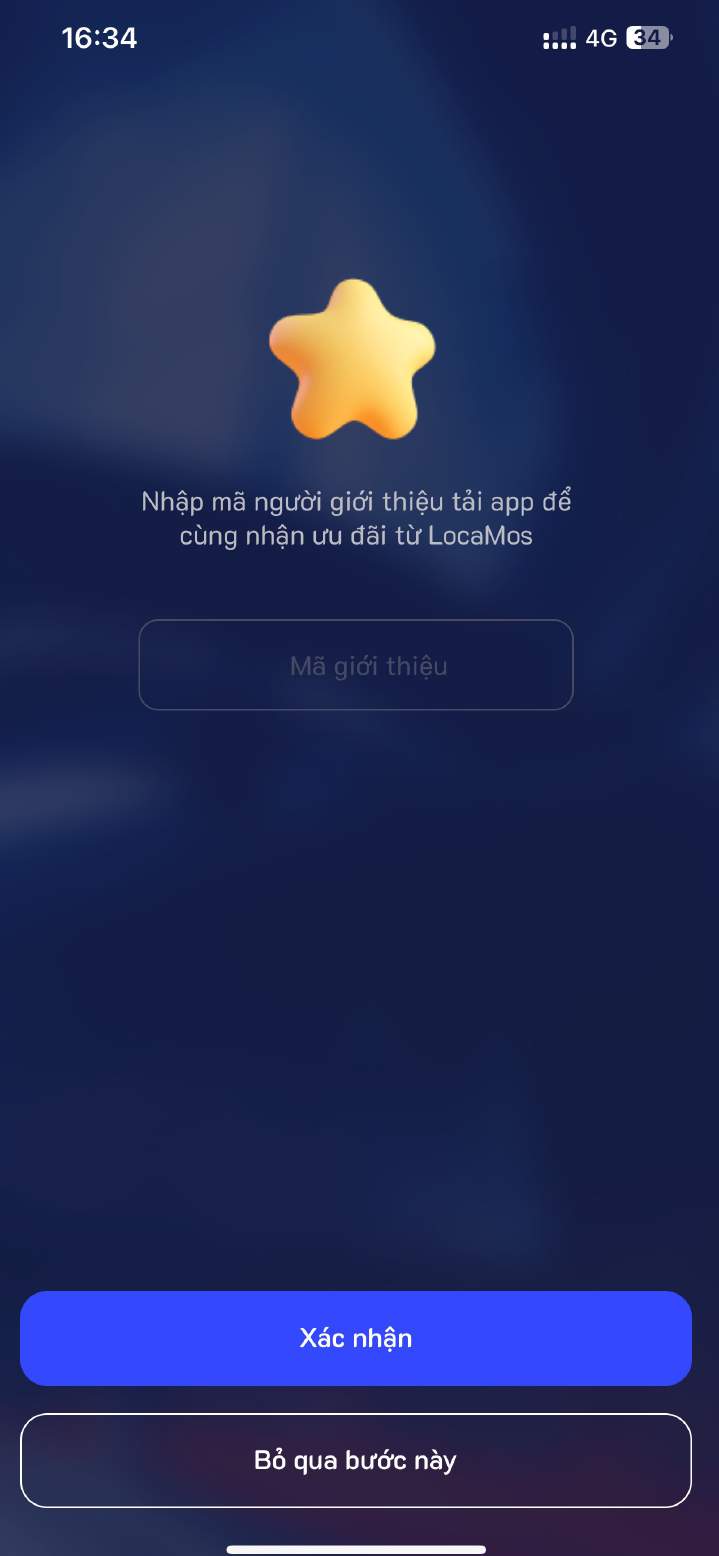 16:34
4G
34
Nhập mã người giới thiệu tải app để
cùng nhận ưu đãi từ LocaMos
Mã giới thiệu
Xác nhận
Bỏ qua bước này